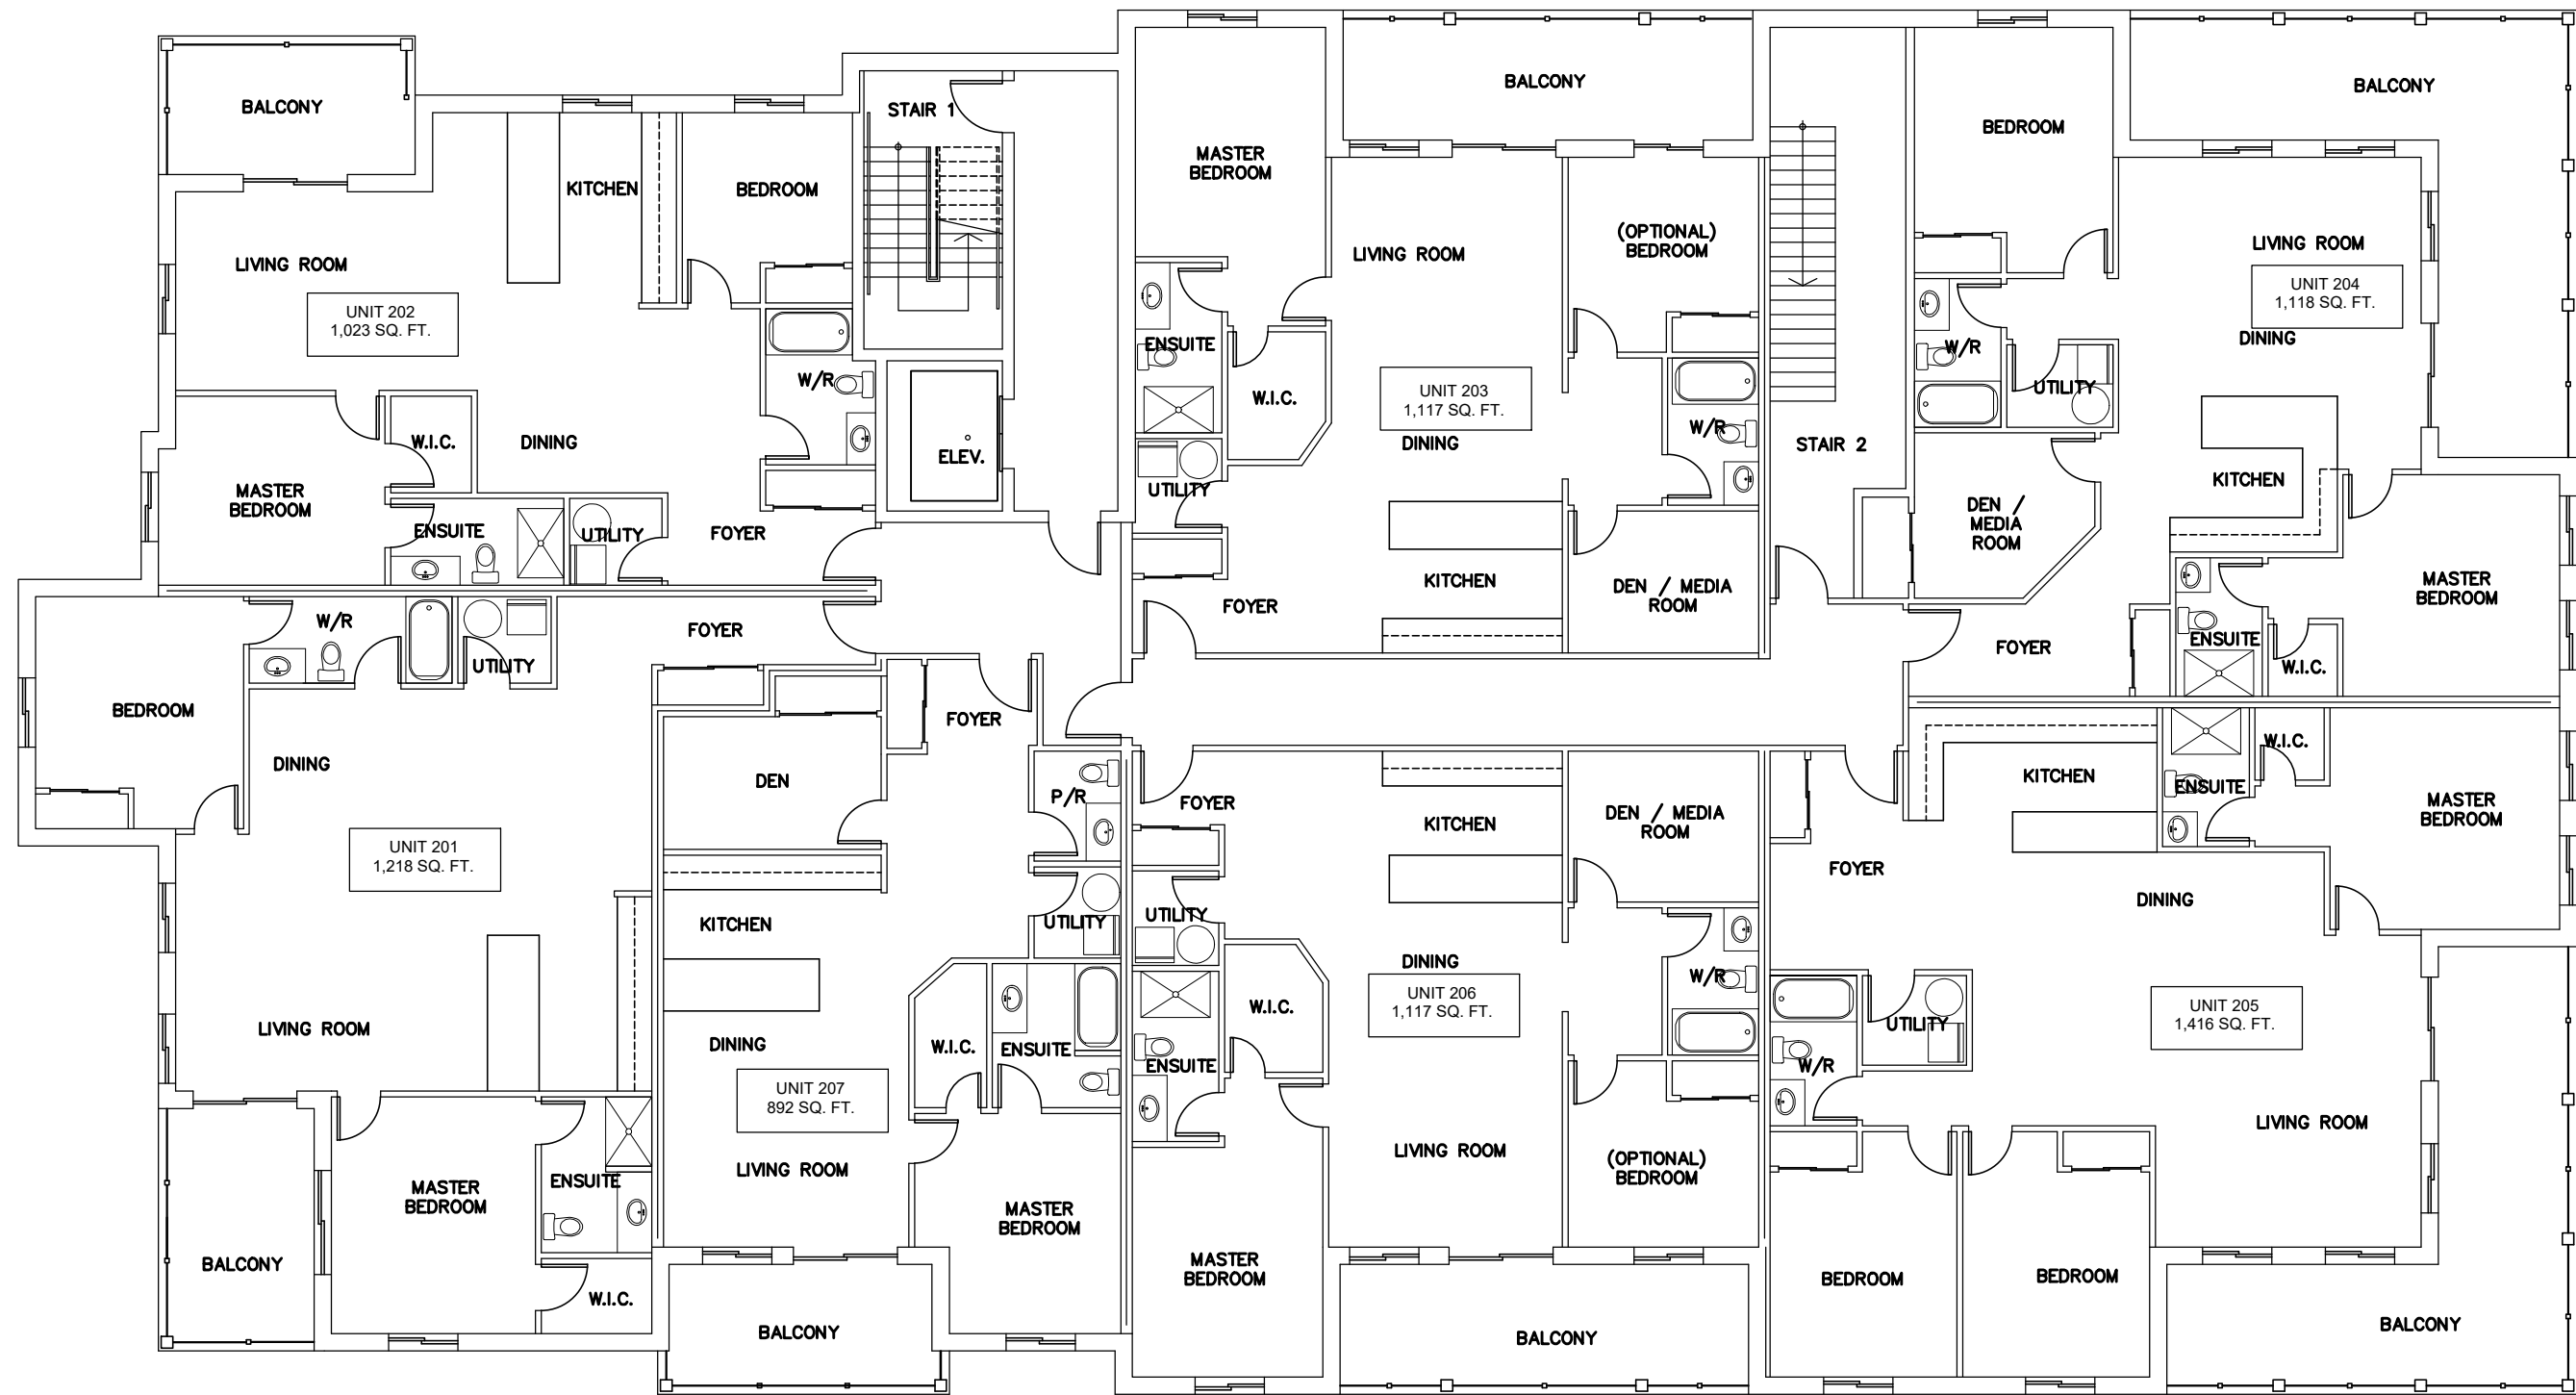 BALCONY
KITCHEN
BEDROOM
LIVING ROOM
UNIT 202
1,023 SQ. FT.
W/R
W.I.C.
DINING
MASTER
BEDROOM
ENSUITE
UTILITY
FOYER
STAIR 1
ELEV.
BALCONY
MASTER
BEDROOM
(OPTIONAL)
BEDROOM
LIVING ROOM
ENSUITE
W.I.C.
UNIT 203
1,117 SQ. FT.
DINING
W/R
UTILITY
KITCHEN
DEN / MEDIA
ROOM
FOYER
STAIR 2
BALCONY
BEDROOM
LIVING ROOM
UNIT 204
1,118 SQ. FT.
DINING
W/R
UTILITY
KITCHEN
DEN /
MEDIA
ROOM
MASTER
BEDROOM
ENSUITE
FOYER
W.I.C.
W/R
FOYER
UTILITY
BEDROOM
DINING
UNIT 201
1,218 SQ. FT.
LIVING ROOM
MASTER
BEDROOM
ENSUITE
BALCONY
W.I.C.
FOYER
DEN
P/R
KITCHEN
UTILITY
DINING
W.I.C.
ENSUITE
UNIT 207
892 SQ. FT.
LIVING ROOM
MASTER
BEDROOM
BALCONY
FOYER
KITCHEN
DEN / MEDIA
ROOM
UTILITY
DINING
W/R
UNIT 206
1,117 SQ. FT.
W.I.C.
ENSUITE
LIVING ROOM
(OPTIONAL)
BEDROOM
MASTER
BEDROOM
BALCONY
W.I.C.
KITCHEN
ENSUITE
MASTER
BEDROOM
FOYER
DINING
UNIT 205
1,416 SQ. FT.
UTILITY
W/R
LIVING ROOM
BEDROOM
BEDROOM
BALCONY